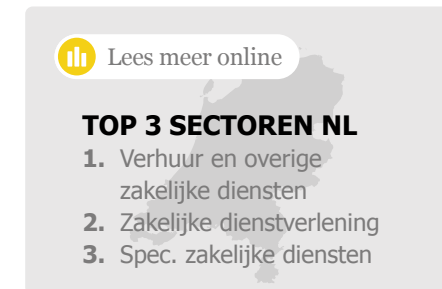 Lees meer online
TOP 3 SECTOREN NL
1. Verhuur en overige
zakelijke diensten
2. Zakelijke dienstverlening
3. Spec. zakelijke diensten